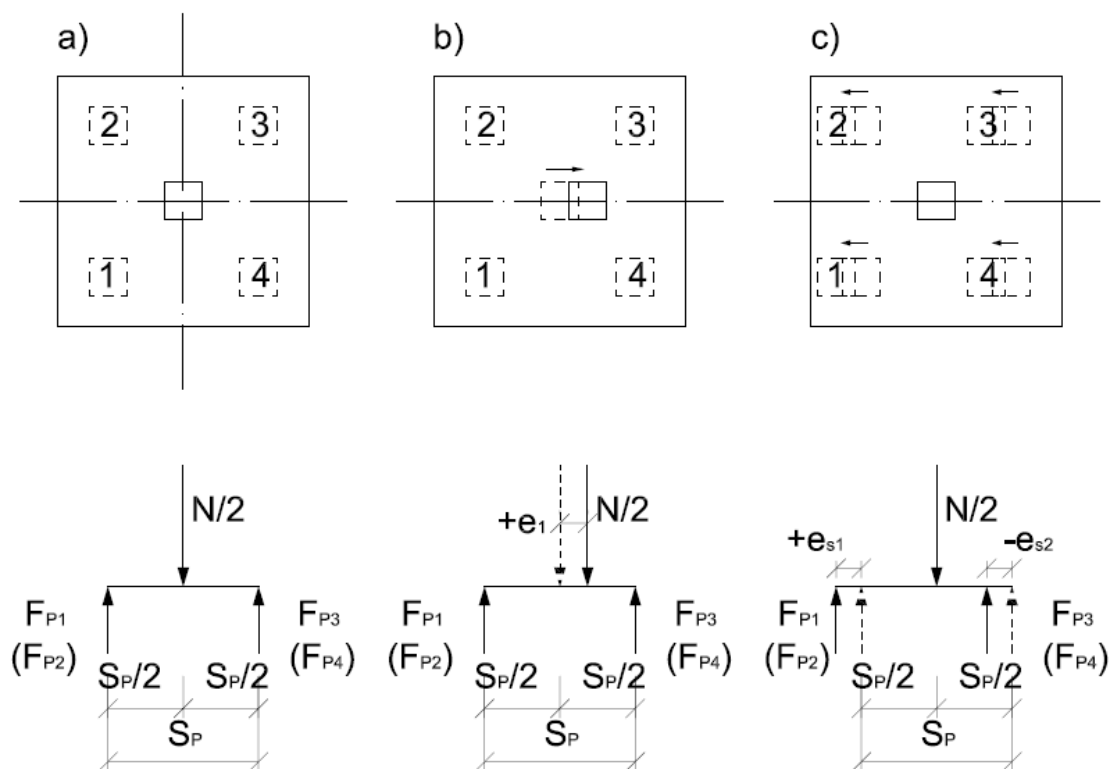 a)
2 3
1 4
b)
2 3
1 4
c)
2 3
1 4
N/2
FP1 FP3
(FP2) (FP4)
SP/2 SP/2
SP
+e1 N/2
FP1 FP3
(FP2) (FP4)
SP/2 SP/2
SP
N/2
+es1 -es2
FP1 FP3
(FP2) (FP4)
SP/2 SP/2
SP